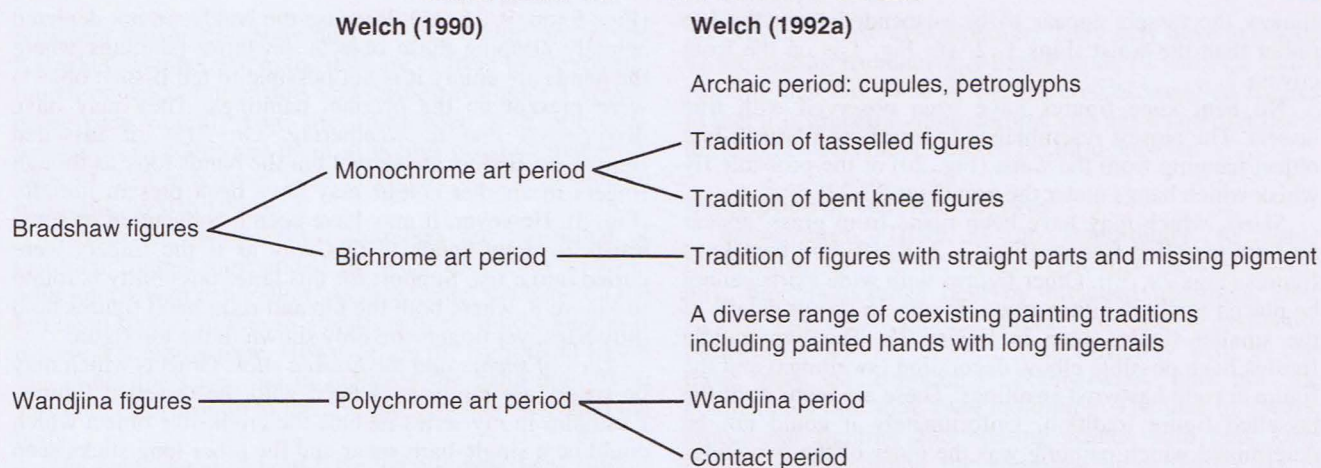 Welch (1990) Welch (1992a)
Archaic period: cupules, petroglyphs
Tradition of tasselled figures
Monochrome art period
Tradition of bent knee figures
Bradshaw figures
Bichrome art period Tradition of figures with straight parts and missing pigment
A diverse range of coexisting painting traditions
including painted hands with long fingernails
Wandjina figures Polychrome art period Wandjina period
Contact period